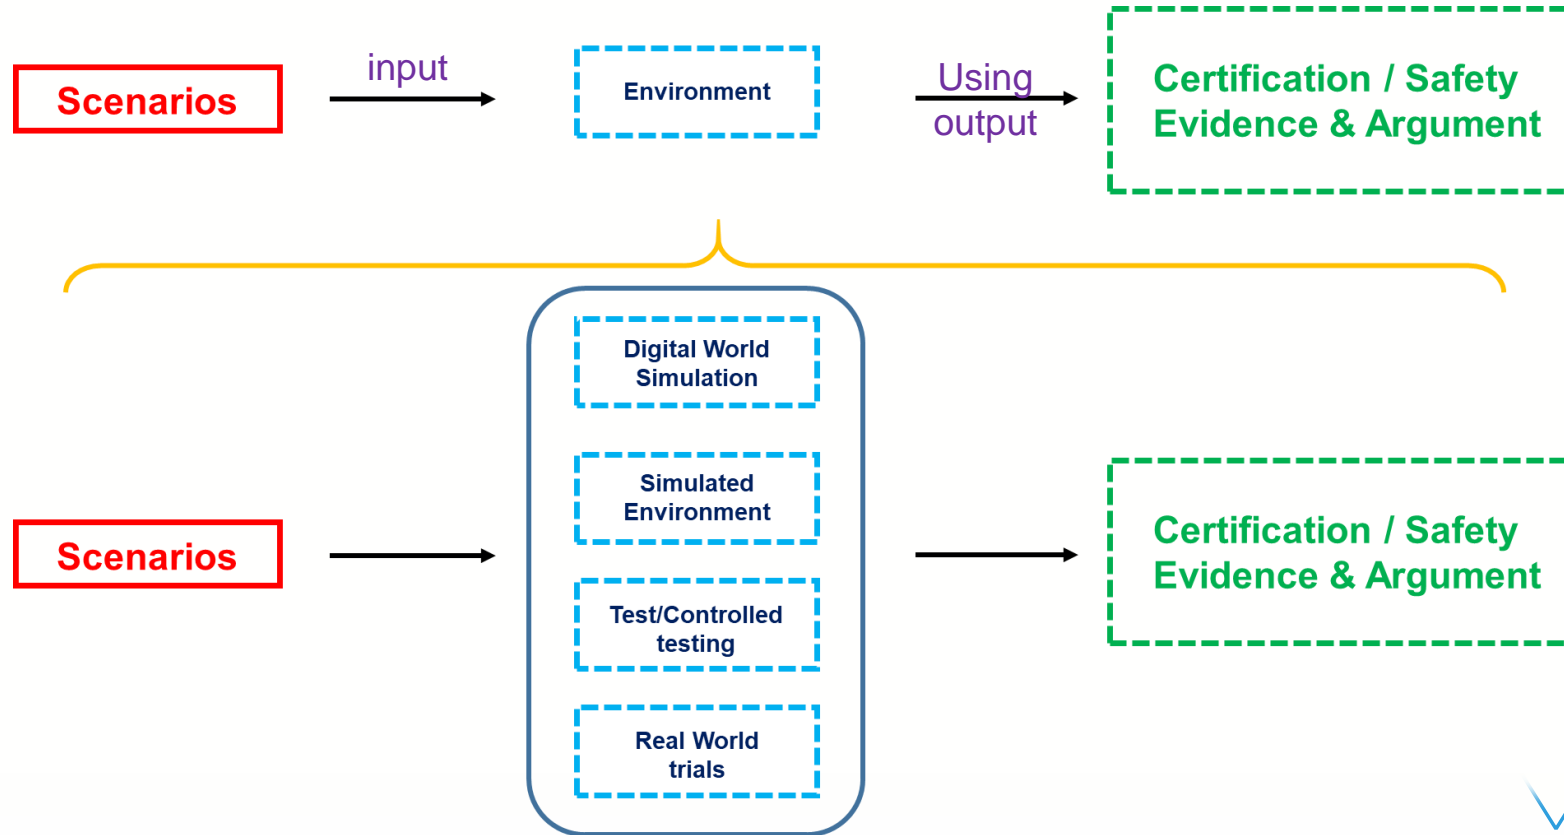 Scenarios
input
Environment
Using
output
Certification / Safety
Evidence & Argument
Digital World
Simulation
Simulated
Environment
Test/Controlled
testing
Real World
trials
Scenarios
Certification / Safety
Evidence & Argument